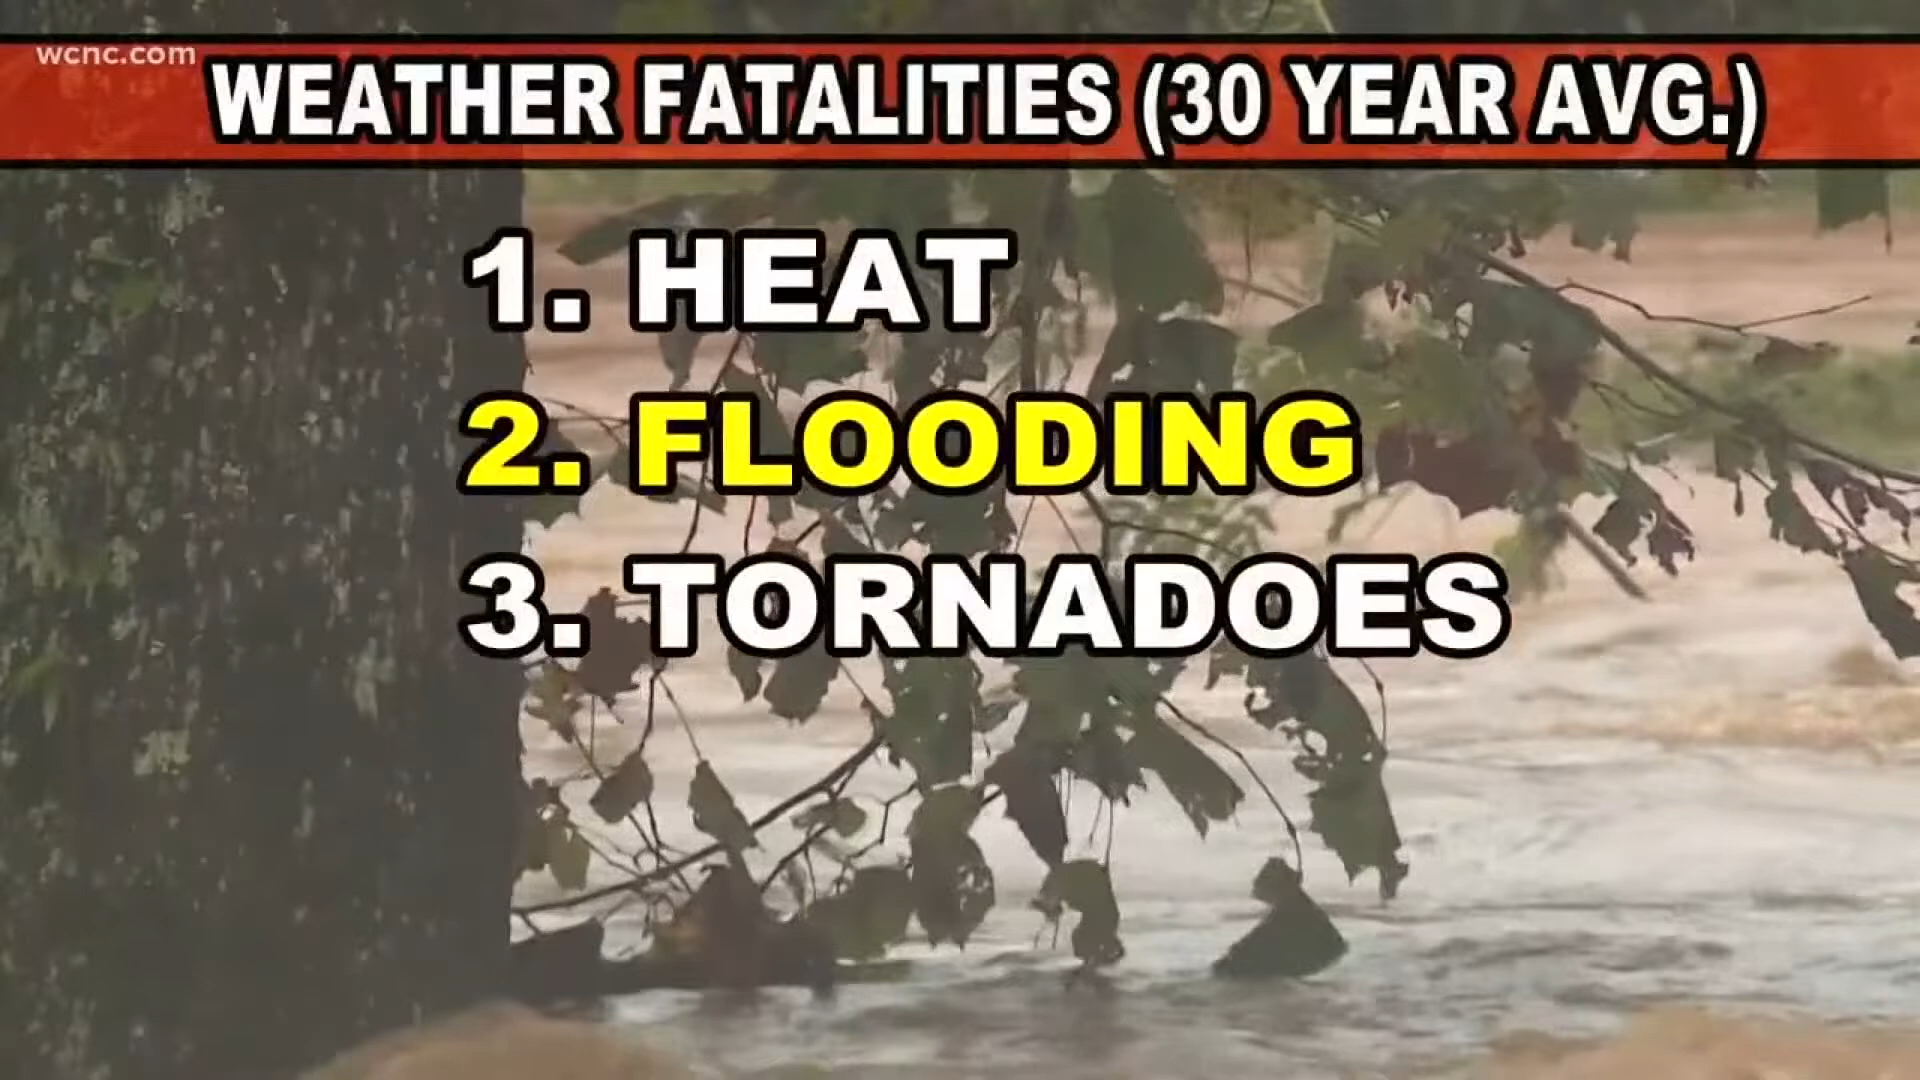 wcnc.com
WEATHER FATALITIES (30 YEAR AVG.)
1. HEAT
2. FLOODING
3. TORNADOES